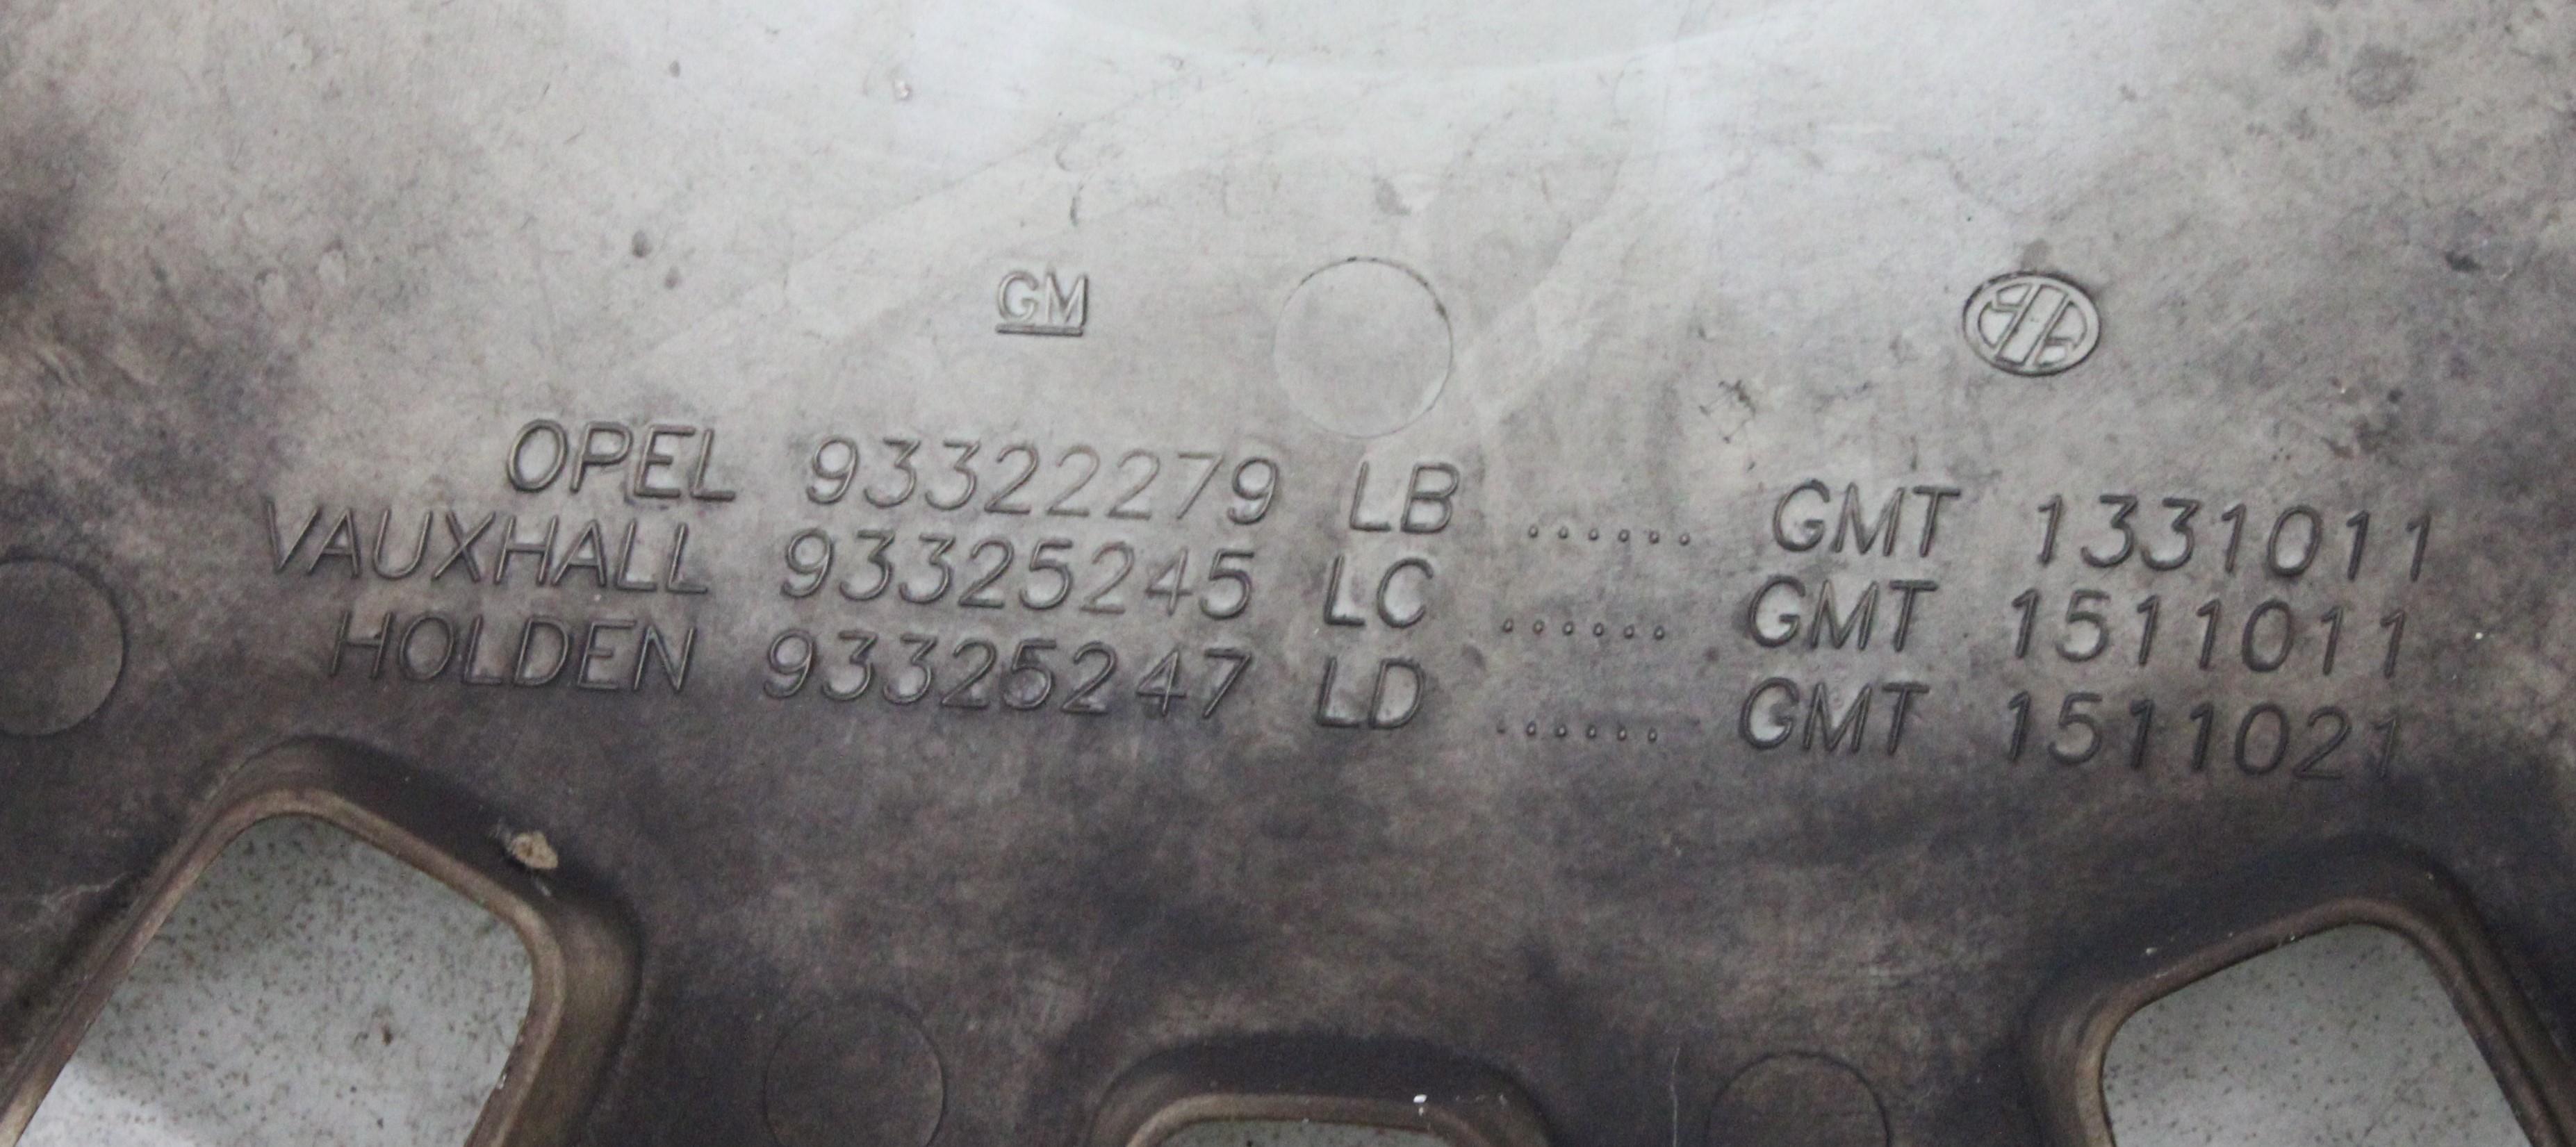 GM
OPEL 93322279 LB ...... GMT 1331011
VAUXHALL 93325245 LC ...... GMT 1511011
HOLDEN 93325247 LD ...... GMT 1511021